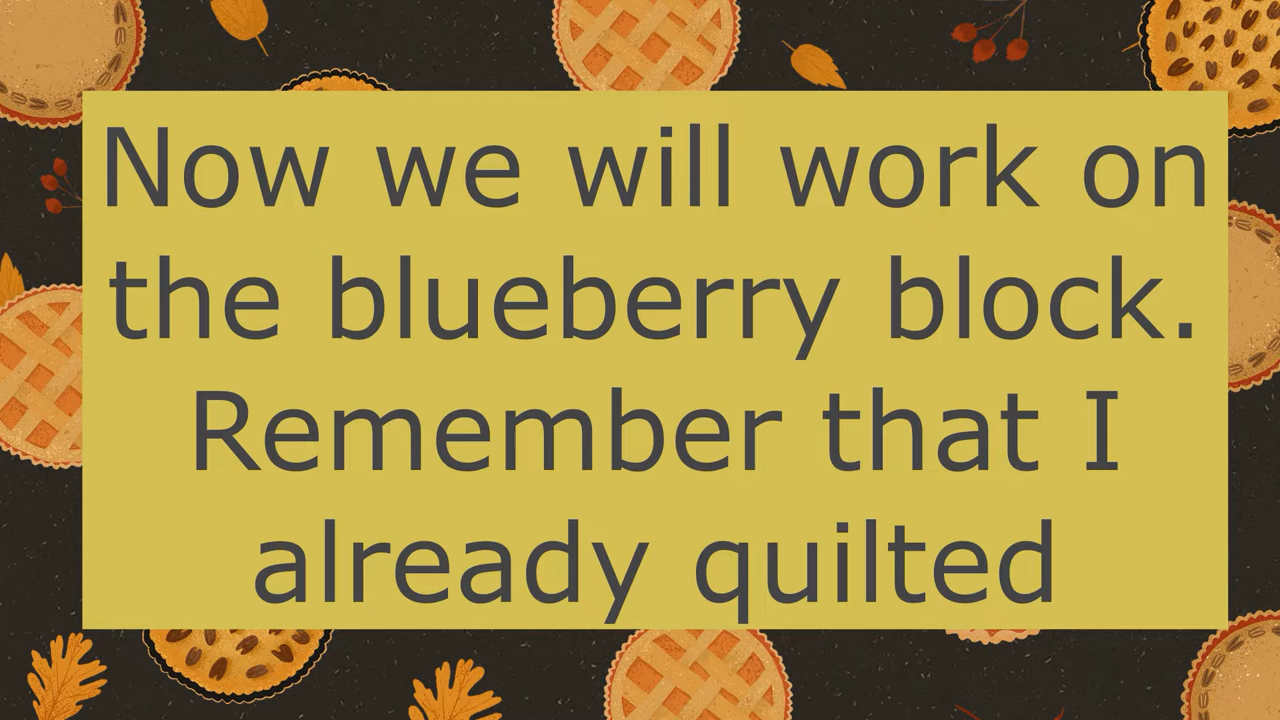 Now we will work on
the blueberry block.
Remember that I
already quilted